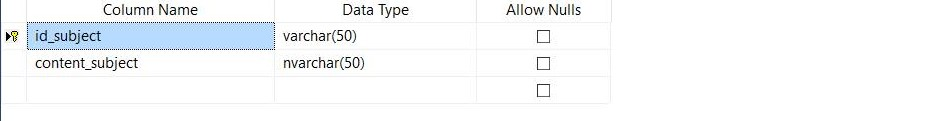 Column Name Data Type Allow Nulls
id_subject varchar(50)
content_subject nvarchar(50)